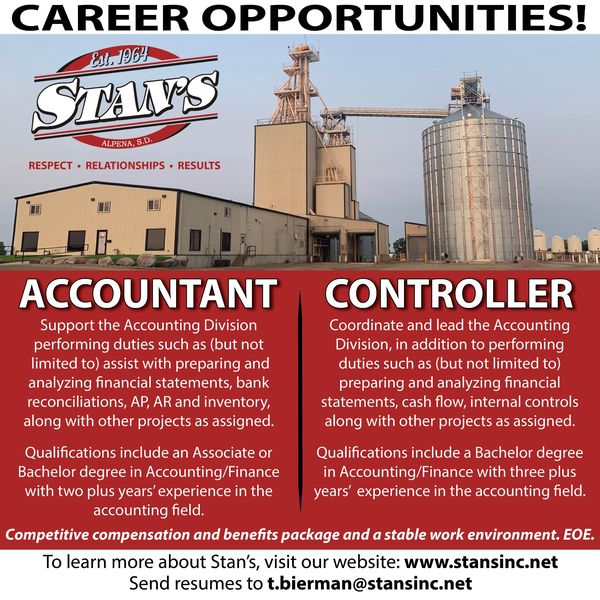 CAREER OPPORTUNITIES!
Est. 1964
STAN'S
ALPENA, S.D.
RESPECT • RELATIONSHIPS • RESULTS
ACCOUNTANT
Support the Accounting Division
performing duties such as (but not
limited to) assist with preparing and
analyzing financial statements, bank
reconciliations, AP, AR and inventory,
along with other projects as assigned.
Qualifications include an Associate or
Bachelor degree in Accounting/Finance
with two plus years' experience in the
accounting field.
CONTROLLER
Coordinate and lead the Accounting
Division, in addition to performing
duties such as (but not limited to)
preparing and analyzing financial
statements, cash flow, internal controls
along with other projects as assigned.
Qualifications include a Bachelor degree
in Accounting/Finance with three plus
years' experience in the accounting field.
Competitive compensation and benefits package and a stable work environment. EOE.
To learn more about Stan's, visit our website: www.stansinc.net
Send resumes to t.bierman@stansinc.net